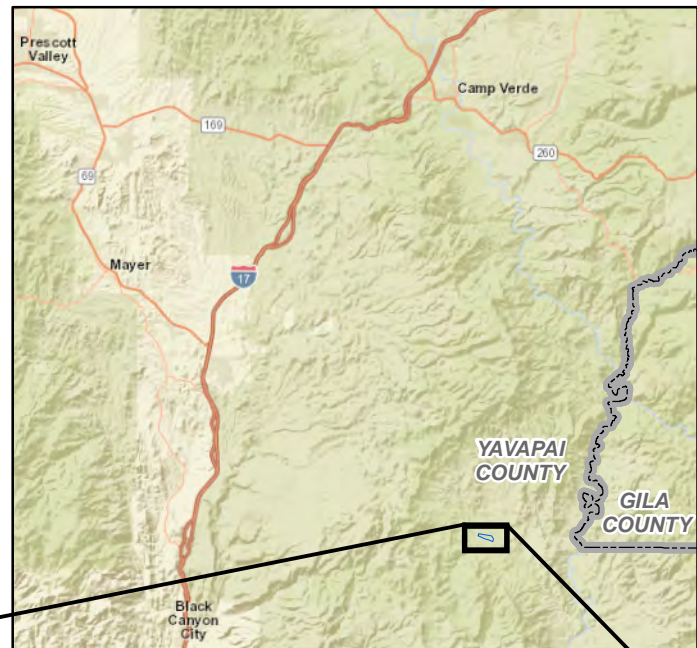 Prescott
Valley
Camp Verde
169
260
69
Mayer
17
YAVAPAI
COUNTY
GILA
COUNTY
Black
Canyon
City